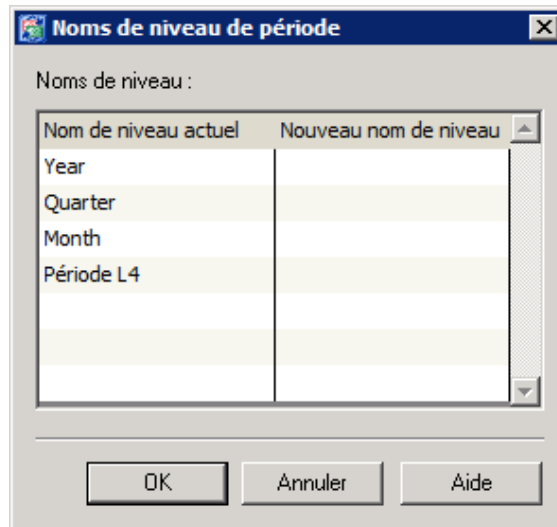 Noms de niveau de période
Noms de niveau :
Nom de niveau actuel Nouveau nom de niveau
Year
Quarter
Month
Période L4
OK Annuler Aide